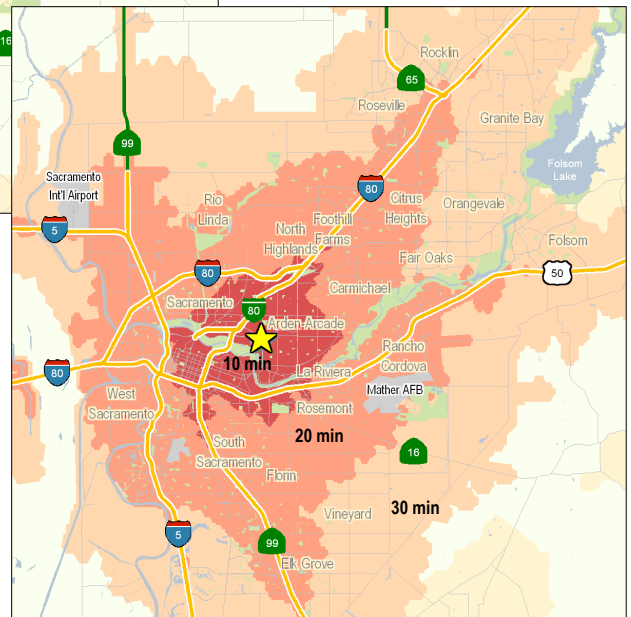 16
Rocklin
65
Roseville
Granite Bay
99
Folsom
Lake
Sacramento
Int'l Airport
80
Citrus
Heights
Rio
Linda
Orangevale
Foothill
Farms
North
Highlands
5
Folsom
Fair Oaks
80
50
Carmichael
Sacramento
80
Arden-Arcade
10 min
Rancho
Cordova
80
La Riviera
Mather AFB
West
Sacramento
Rosemont
20 min
South
Sacramento
16
Florin
30 min
Vineyard
5
99
Elk Grove